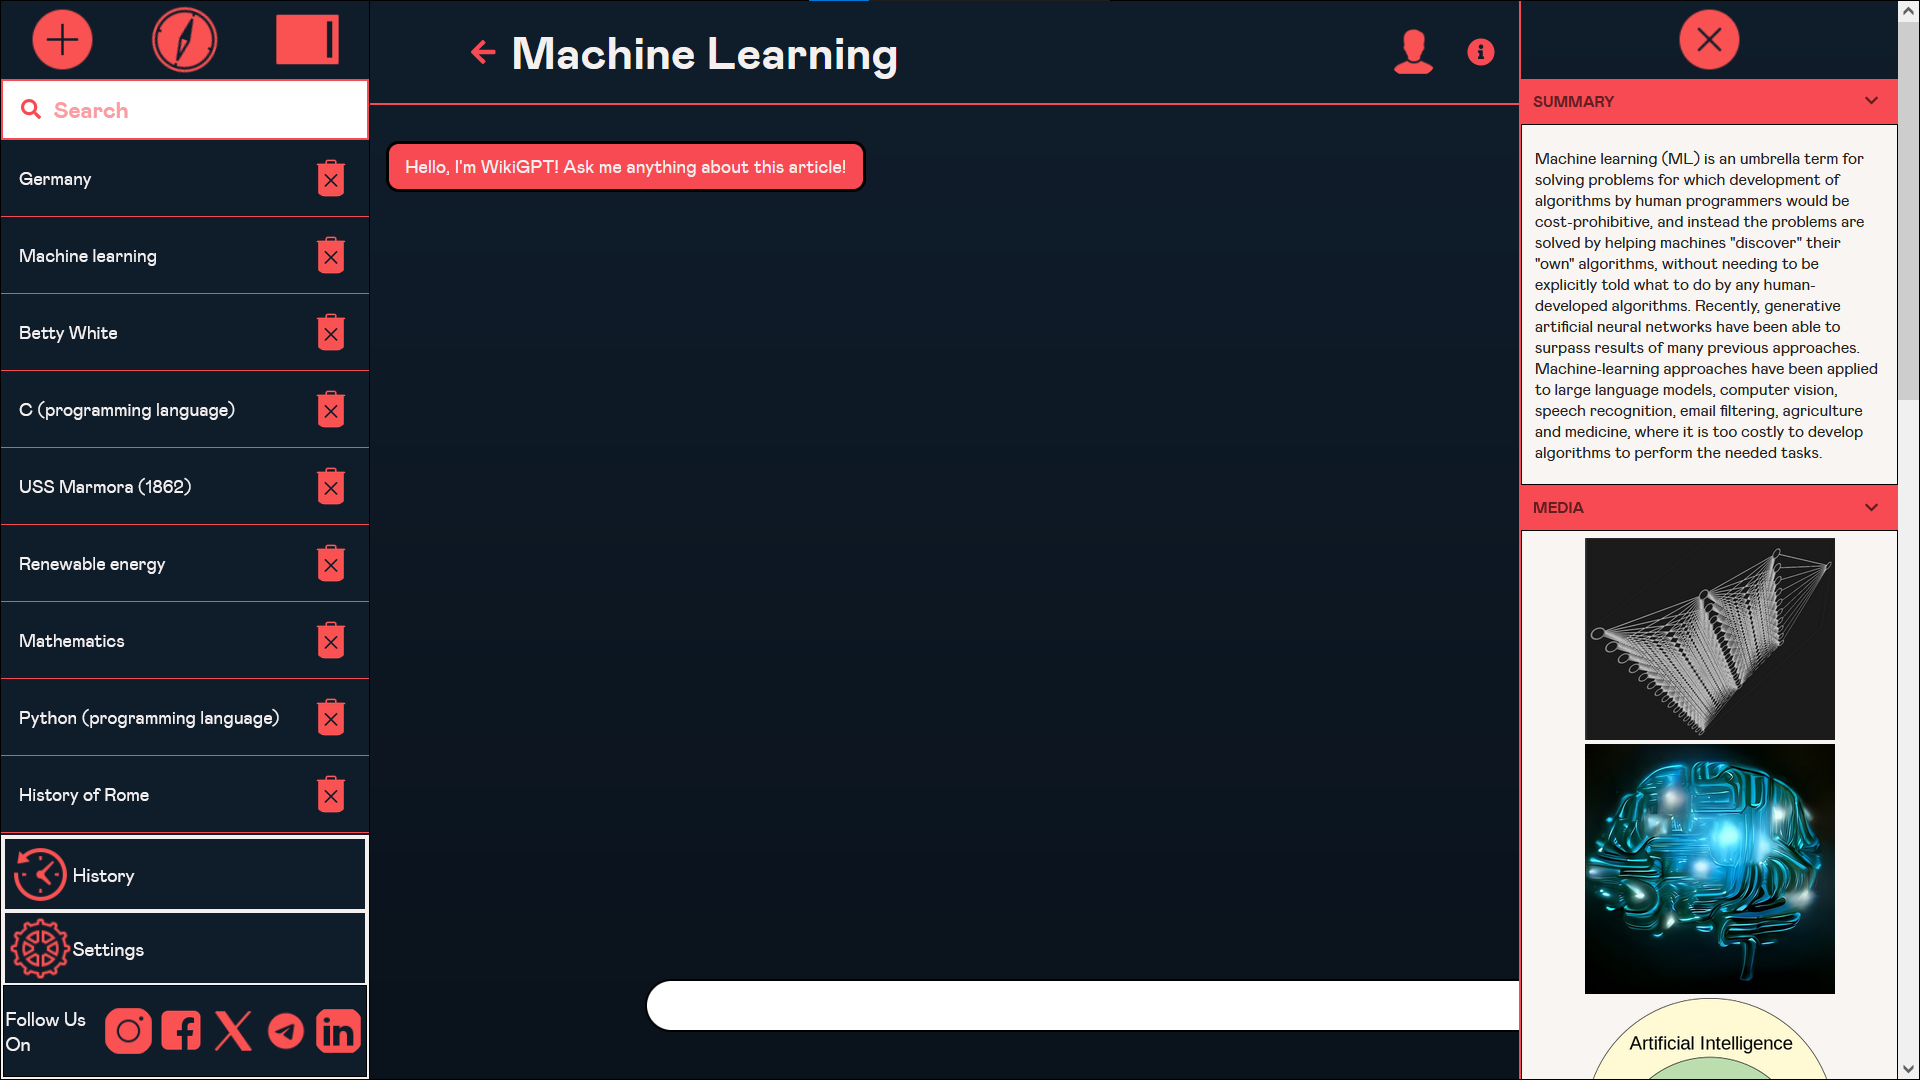 Search
Germany
Machine learning
Betty White
C (programming language)
USS Marmora (1862)
Renewable energy
Mathematics
Python (programming language)
History of Rome
History
Settings
Follow Us
On
Machine Learning
Hello, I'm WikiGPT! Ask me anything about this article!
SUMMARY
Machine learning (ML) is an umbrella term for
solving problems for which development of
algorithms by human programmers would be
cost-prohibitive, and instead the problems are
solved by helping machines "discover" their
"own" algorithms, without needing to be
explicitly told what to do by any human-
developed algorithms. Recently, generative
artificial neural networks have been able to
surpass results of many previous approaches.
Machine-learning approaches have been applied
to large language models, computer vision,
speech recognition, email filtering, agriculture
and medicine, where it is too costly to develop
algorithms to perform the needed tasks.
MEDIA
Artificial Intelligence